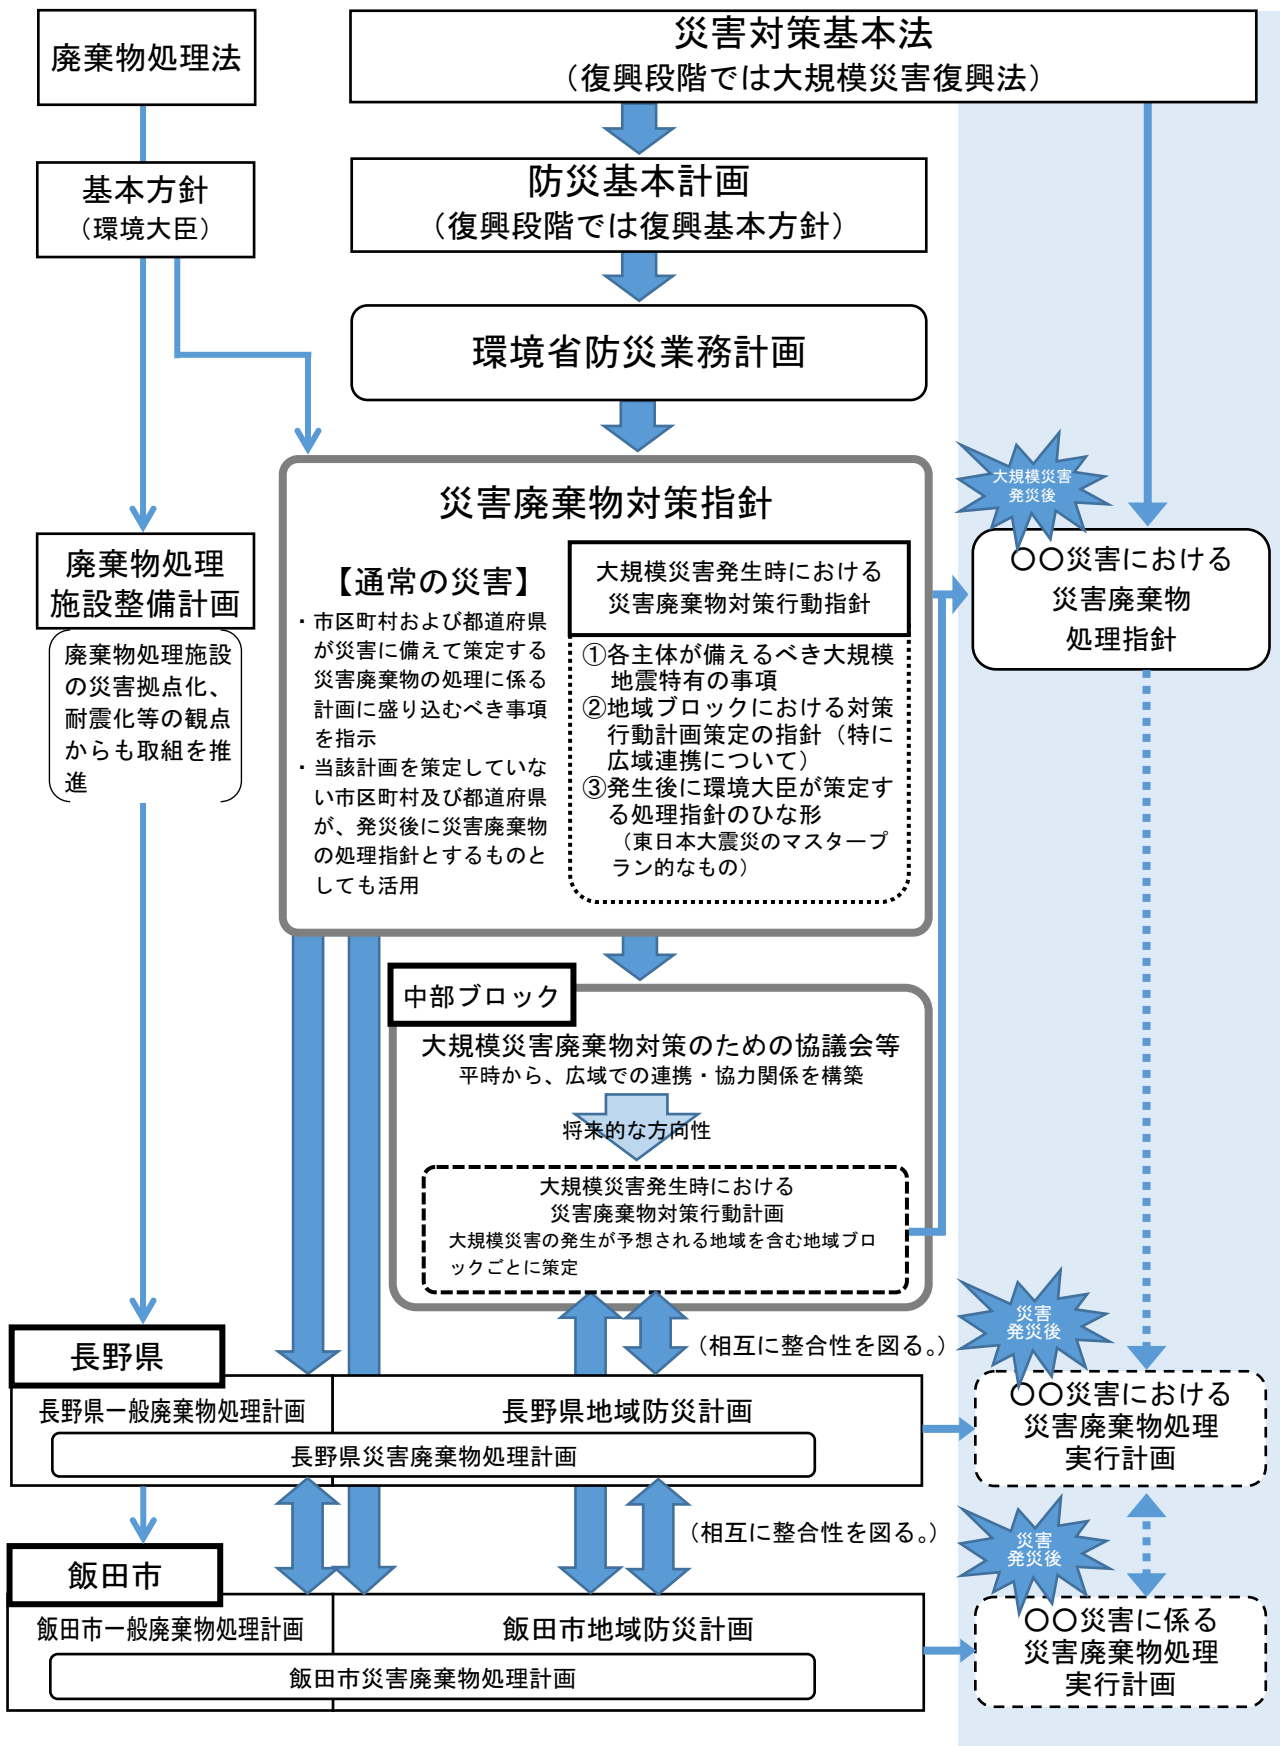 廃棄物処理法
災害対策基本法
（復興段階では大規模災害復興法）
基本方針
（環境大臣）
防災基本計画
（復興段階では復興基本方針）
環境省防災業務計画
廃棄物処理
施設整備計画
廃棄物処理施設
の災害拠点化、
耐震化等の観点
からも取組を推
進
災害廃棄物対策指針
【通常の災害】
・市区町村および都道府県
が災害に備えて策定する
災害廃棄物の処理に係る
計画に盛り込むべき事項
を指示
・当該計画を策定していな
い市区町村及び都道府県
が、発災後に災害廃棄物
の処理指針とするものと
しても活用
大規模災害発生時における
災害廃棄物対策行動指針
①各主体が備えるべき大規模
地震特有の事項
②地域ブロックにおける対策
行動計画策定の指針（特に
広域連携について）
③発生後に環境大臣が策定す
る処理指針のひな形
（東日本大震災のマスタープ
ラン的なもの）
大規模災害
発災後
〇〇災害における
災害廃棄物
処理指針
中部ブロック
大規模災害廃棄物対策のための協議会等
平時から、広域での連携・協力関係を構築
将来的な方向性
大規模災害発生時における
災害廃棄物対策行動計画
大規模災害の発生が予想される地域を含む地域ブロ
ックごとに策定
（相互に整合性を図る。）
長野県
長野県一般廃棄物処理計画
長野県地域防災計画
長野県災害廃棄物処理計画
災害
発災後
〇〇災害における
災害廃棄物処理
実行計画
（相互に整合性を図る。）
飯田市
飯田市一般廃棄物処理計画
飯田市地域防災計画
飯田市災害廃棄物処理計画
災害
発災後
〇〇災害に係る
災害廃棄物処理
実行計画